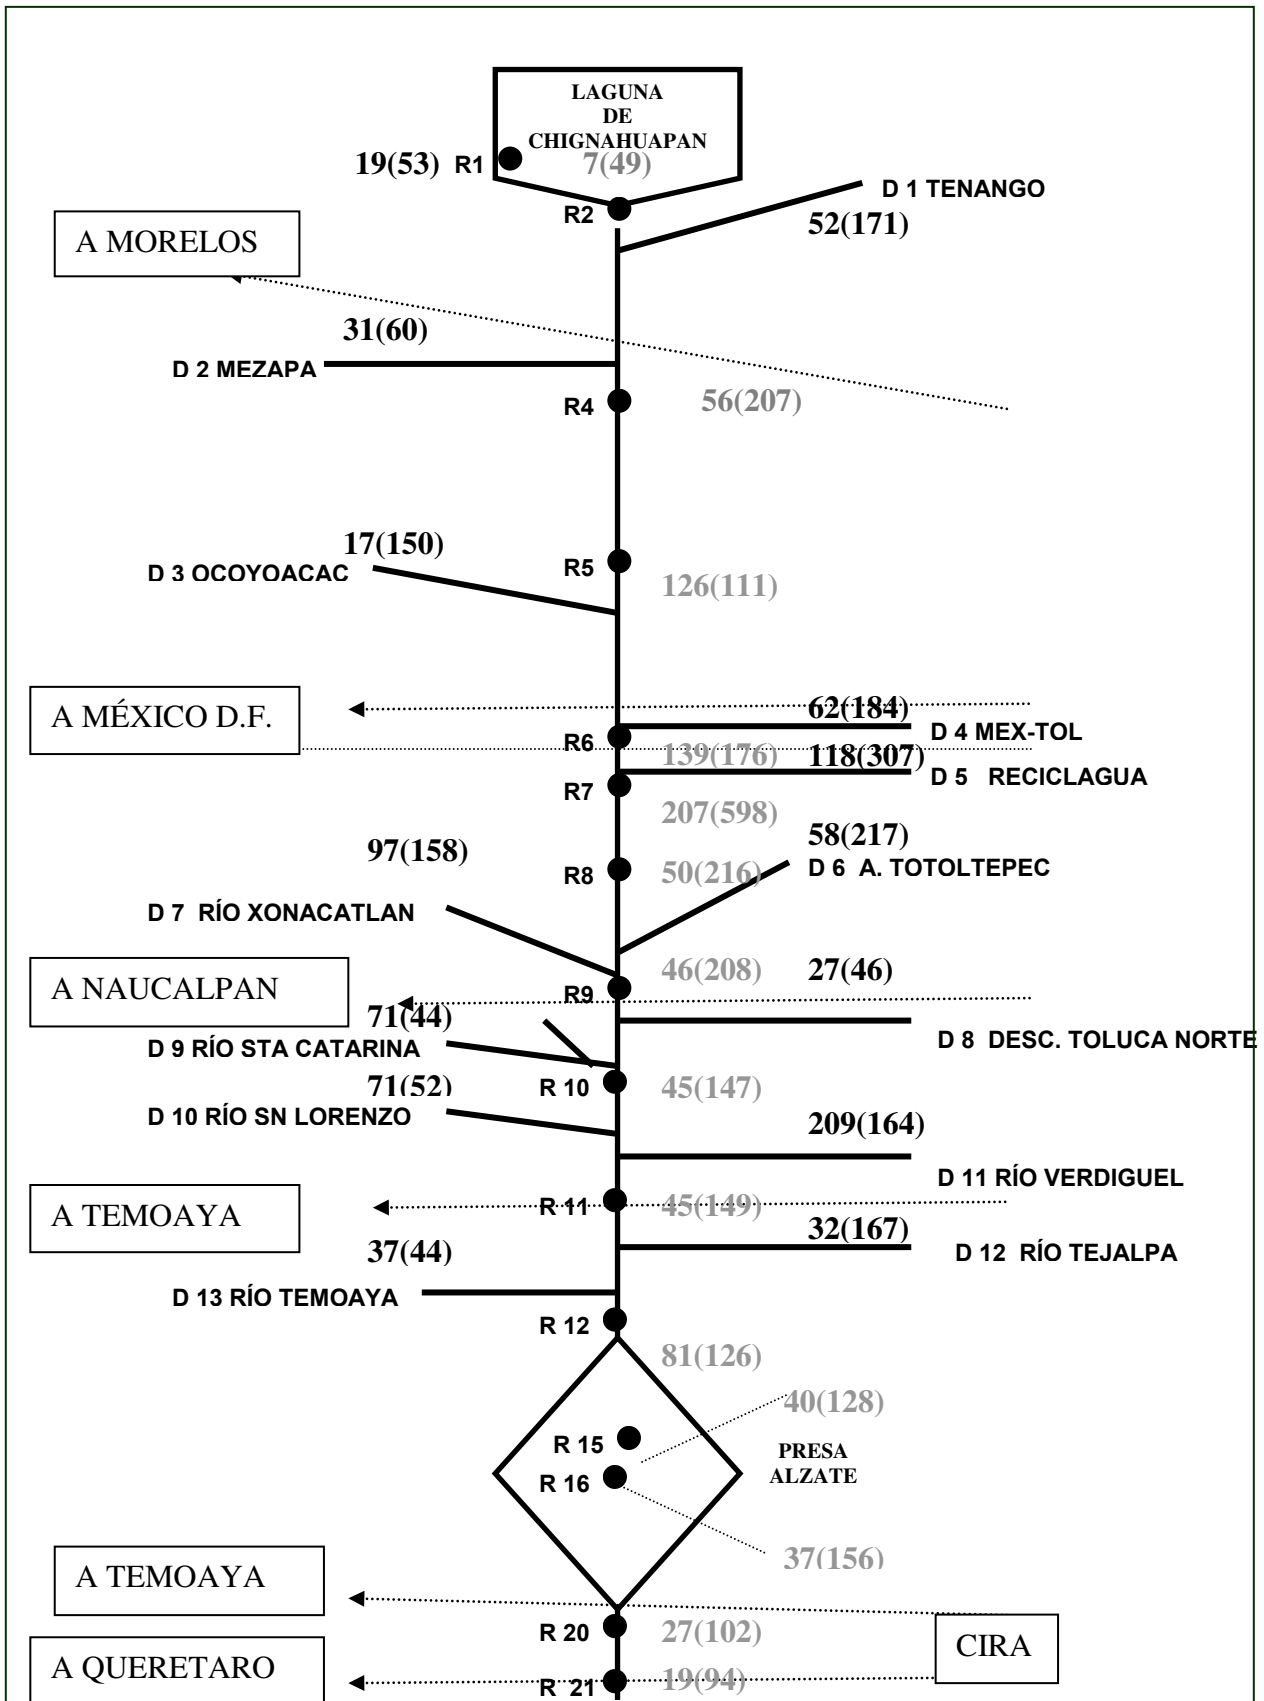 LAGUNA
DE
CHIGNAHUAPAN
19(53) R1 7(49)
R2
D 1 TENANGO
52(171)
A MORELOS
31(60)
D 2 MEZAPA
R4 56(207)
17(150)
D 3 OCOYOACAC
R5
126(111)
A MÉXICO D.F.
62(184)
D 4 MEX-TOL
R6 139(176) 118(307)
D 5 RECICLAGUA
R7
207(598)
58(217)
97(158)
R8 50(216) D 6 A. TOTOLTEPEC
D 7 RÍO XONACATLAN
46(208) 27(46)
A NAUCALPAN
R9
71(44)
D 9 RÍO STA CATARINA
D 8 DESC. TOLUCA NORTE
71(52) R 10 45(147)
D 10 RÍO SN LORENZO
209(164)
D 11 RÍO VERDIGUEL
A TEMOAYA
R 11 45(149)
32(167)
37(44)
D 12 RÍO TEJALPA
D 13 RÍO TEMOAYA
R 12
81(126)
40(128)
R 15
PRESA
ALZATE
R 16
37(156)
A TEMOAYA
R 20 27(102)
CIRA
A QUERETARO
R 21 19(94)